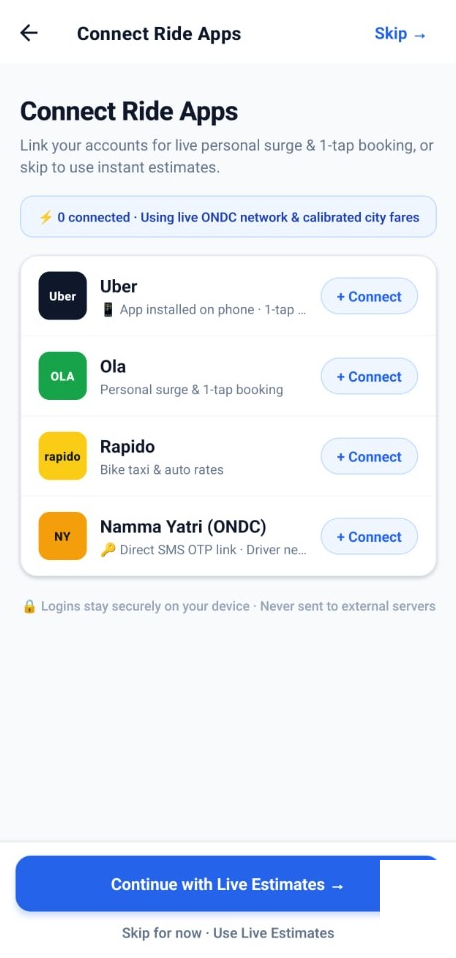 Connect Ride Apps
Skip →
Connect Ride Apps
Link your accounts for live personal surge & 1-tap booking, or
skip to use instant estimates.
⚡ 0 connected · Using live ONDC network & calibrated city fares
Uber
Uber
📱 App installed on phone · 1-tap ...
+ Connect
OLA
Ola
Personal surge & 1-tap booking
+ Connect
rapido
Rapido
Bike taxi & auto rates
+ Connect
NY
Namma Yatri (ONDC)
🔑 Direct SMS OTP link · Driver ne...
+ Connect
🔒 Logins stay securely on your device · Never sent to external servers
Continue with Live Estimates →
Skip for now · Use Live Estimates